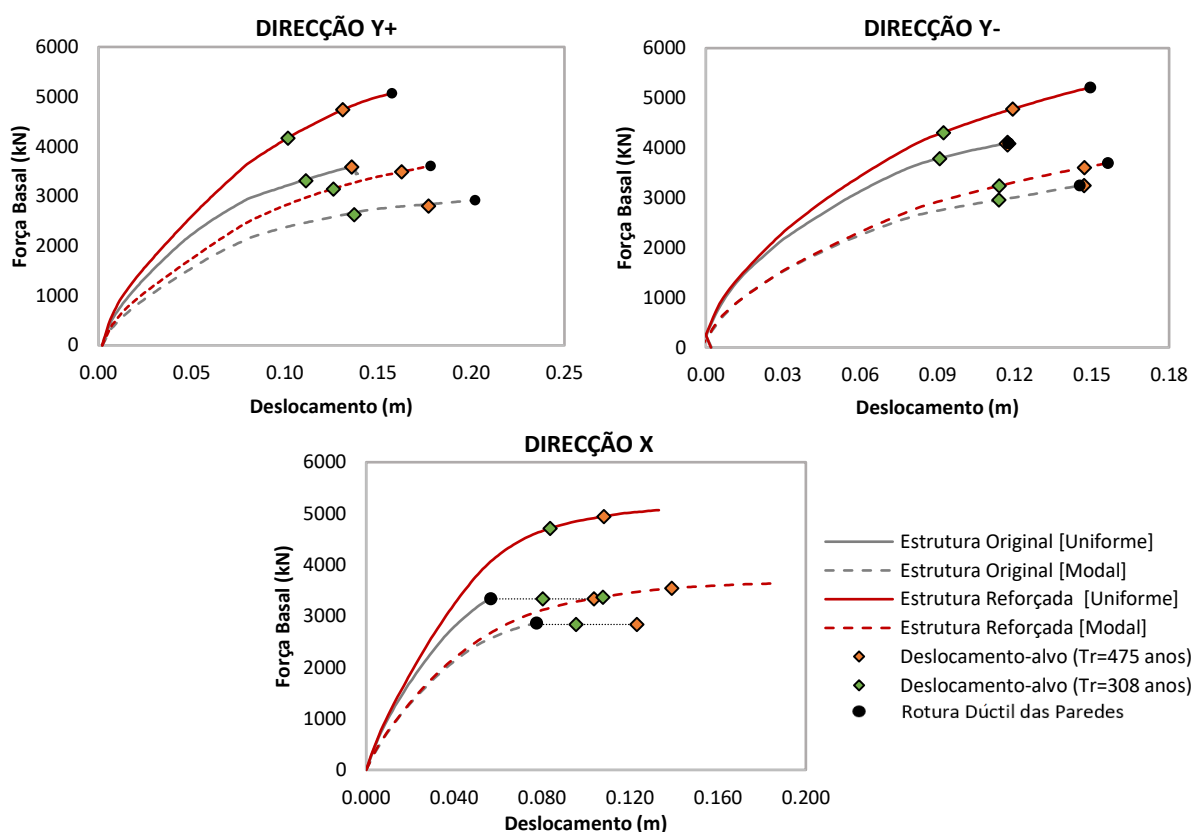 DIRECÇÃO Y+
6000
5000
4000
3000
2000
1000
0
0.00 0.05 0.10 0.15 0.20 0.25
Força Basal (kN)
Deslocamento (m)
DIRECÇÃO Y-
6000
5000
4000
3000
2000
1000
0
0.00 0.03 0.06 0.09 0.12 0.15 0.18
Força Basal (KN)
Deslocamento (m)
DIRECÇÃO X
6000
5000
4000
3000
2000
1000
0
0.000 0.040 0.080 0.120 0.160 0.200
Força Basal (kN)
Deslocamento (m)
Estrutura Original [Uniforme]
Estrutura Original [Modal]
Estrutura Reforçada [Uniforme]
Estrutura Reforçada [Modal]
Deslocamento-alvo (Tr=475 anos)
Deslocamento-alvo (Tr=308 anos)
Rotura Dúctil das Paredes